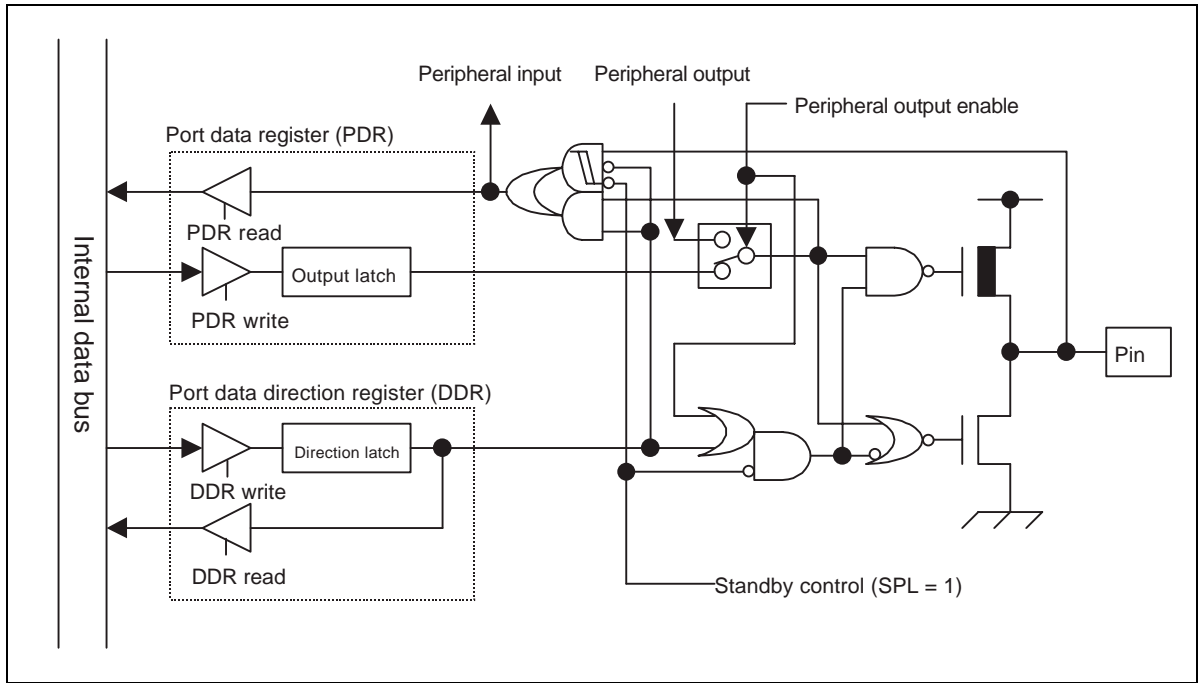 Peripheral input
Peripheral output
Peripheral output enable
Port data register (PDR)
PDR read
Output latch
PDR write
Internal data bus
Pin
Port data direction register (DDR)
Direction latch
DDR write
DDR read
Standby control (SPL = 1)